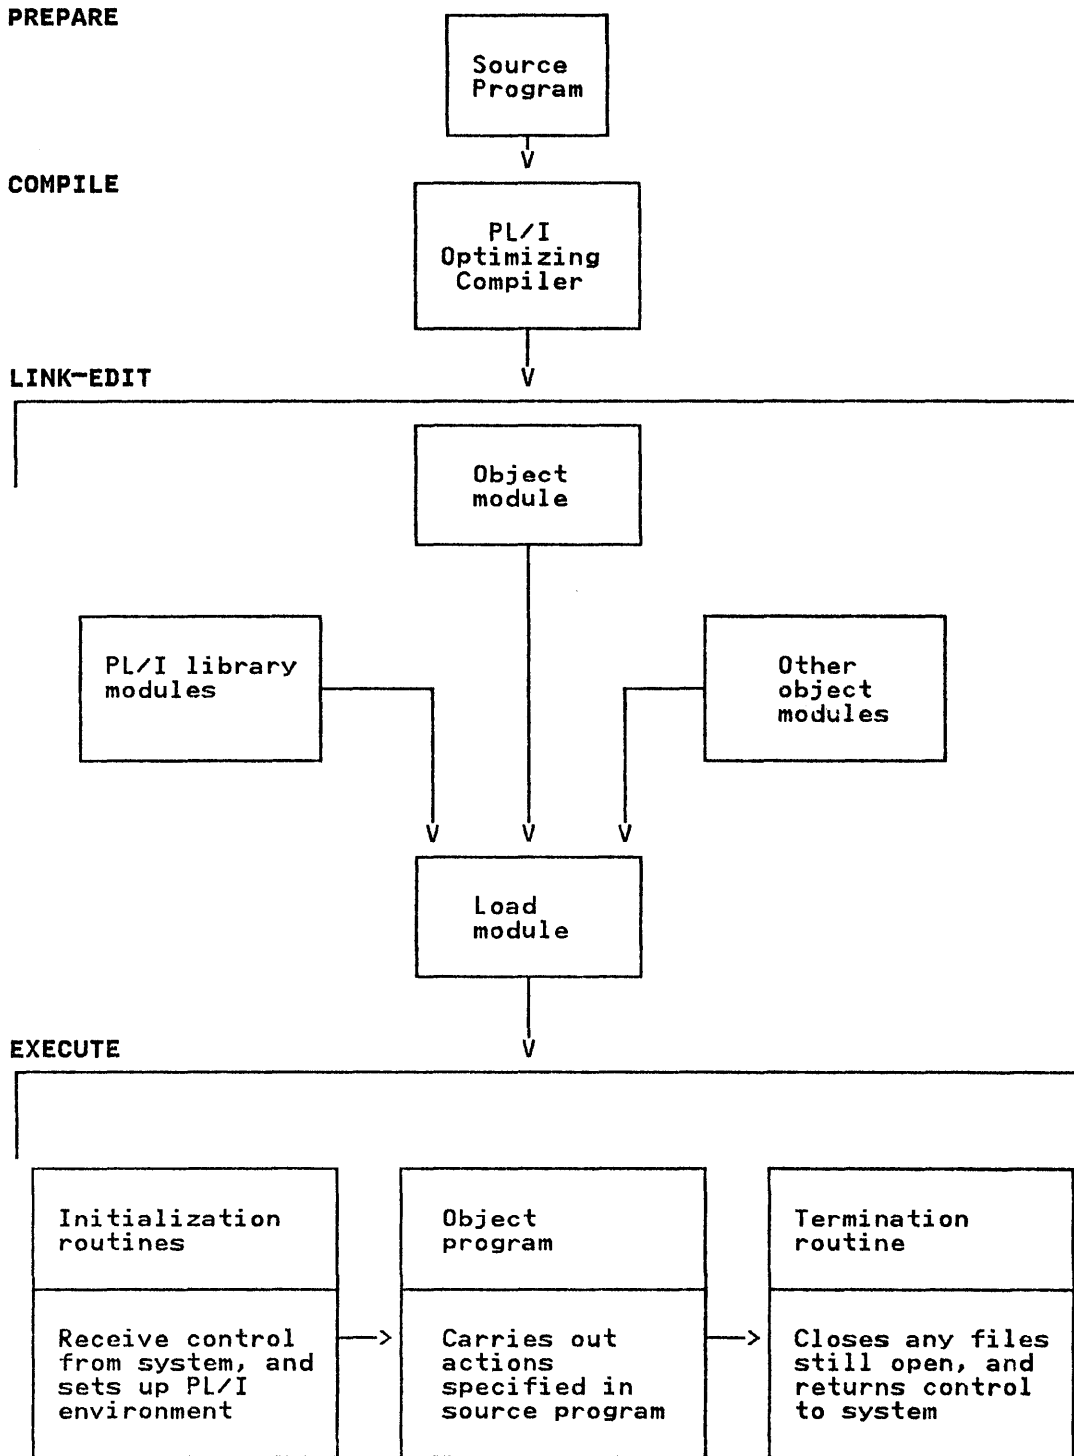 PREPARE
Source
Program
COMPILE
PL/I
Optimizing
Compiler
LINK-EDIT
Object
module
PL/I library
modules
Other
object
modules
Load
module
EXECUTE
Initialization
routines
Receive control
from system, and
sets up PL/I
environment
Object
program
Carries out
actions
specified in
source program
Termination
routine
Closes any files
still open, and
returns control
to system